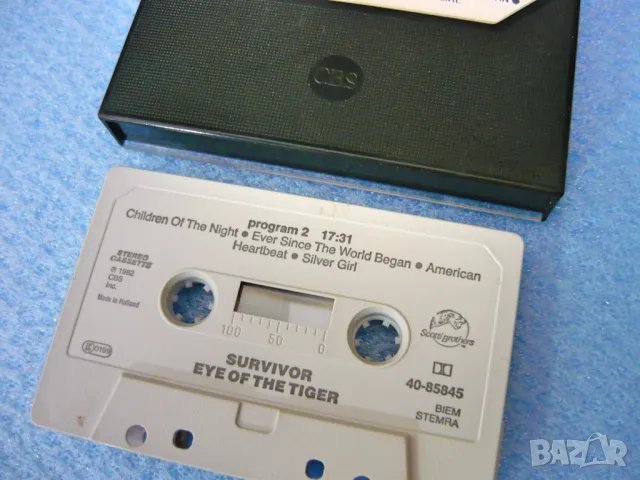 CBS
program 2 17:31
Children Of The Night • Ever Since The World Began • American
Heartbeat • Silver Girl
STEREO
CASSETTE
℗ 1982
CBS
Inc.
Made in Holland
Scotti Brothers
100 50 0
SURVIVOR
EYE OF THE TIGER
40-85845
BIEM
STEMRA
BAZAR